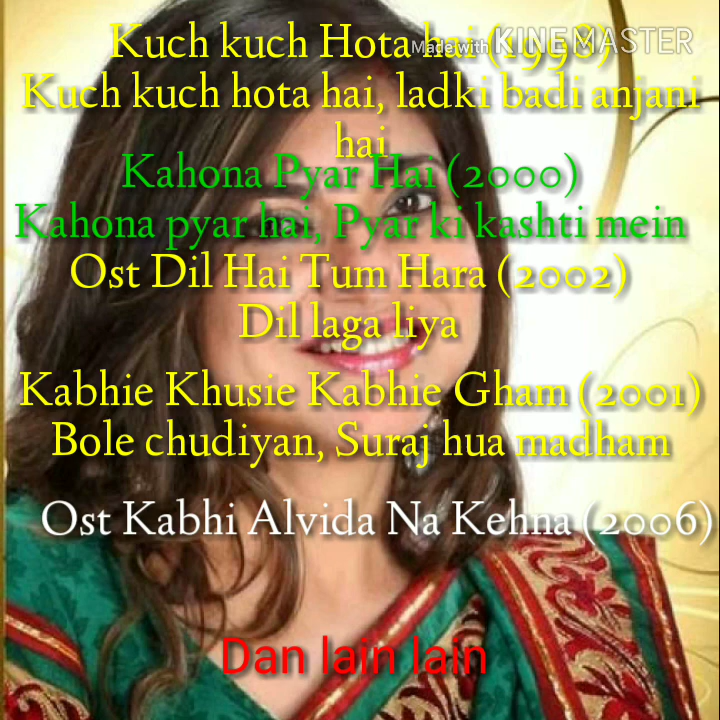 Kuch kuch Hota hai (1998)
Made with KINEMASTER
Kuch kuch hota hai, ladki badi anjani
hai
Kahona Pyar Hai (2000)
Kahona pyar hai, Pyar ki kashti mein
Ost Dil Hai Tum Hara (2002)
Dil laga liya
Kabhie Khusie Kabhie Gham (2001)
Bole chudiyan, Suraj hua madham
Ost Kabhi Alvida Na Kehna (2006)
Dan lain lain